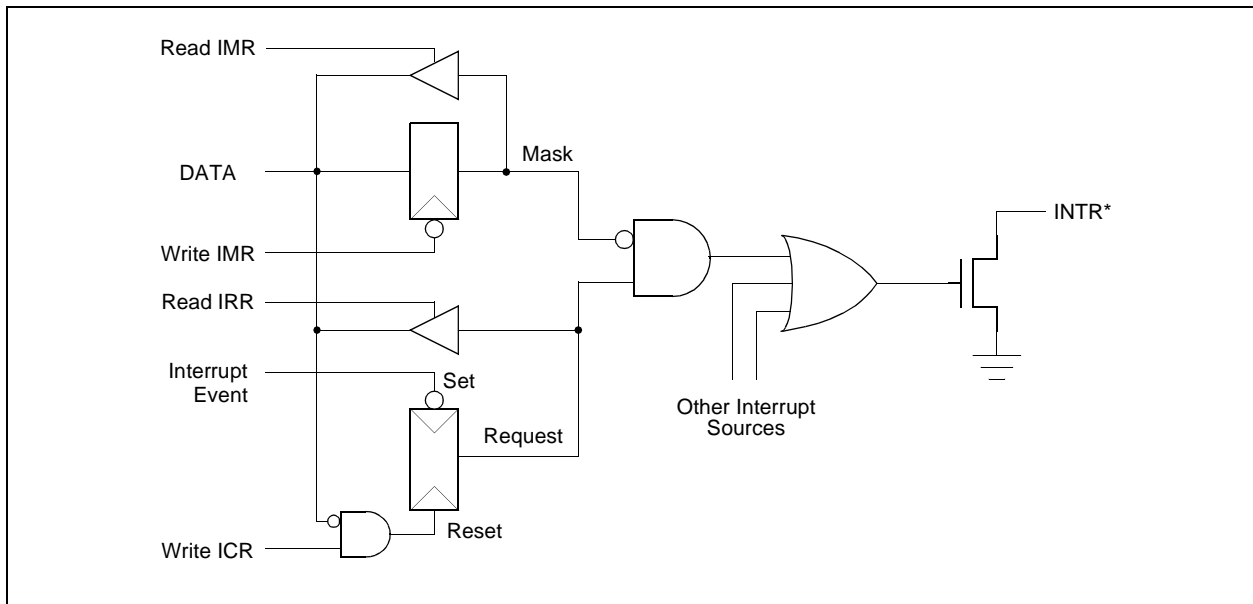 Read IMR
Mask
DATA
INTR*
Write IMR
Read IRR
Interrupt
Event
Set
Other Interrupt
Sources
Request
Reset
Write ICR